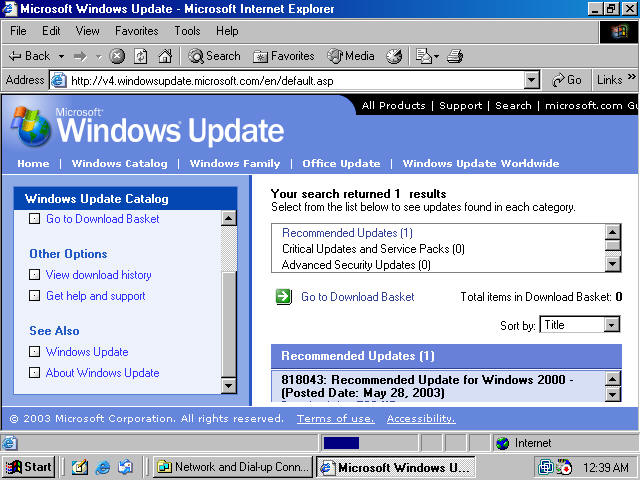 Microsoft Windows Update - Microsoft Internet Explorer
File Edit View Favorites Tools Help
Back Search Favorites Media
Address http://v4.windowsupdate.microsoft.com/en/default.asp Go Links »
All Products | Support | Search | microsoft.com Gu
Microsoft
Windows Update
Home | Windows Catalog | Windows Family | Office Update | Windows Update Worldwide
Windows Update Catalog
Go to Download Basket
Other Options
View download history
Get help and support
See Also
Windows Update
About Windows Update
Your search returned 1 results
Select from the list below to see updates found in each category.
Recommended Updates (1)
Critical Updates and Service Packs (0)
Advanced Security Updates (0)
Go to Download Basket Total items in Download Basket: 0
Sort by: Title
Recommended Updates (1)
818043: Recommended Update for Windows 2000 -
(Posted Date: May 28, 2003)
© 2003 Microsoft Corporation. All rights reserved. Terms of use. Accessibility.
Internet
Start Network and Dial-up Conn... Microsoft Windows U... 12:39 AM